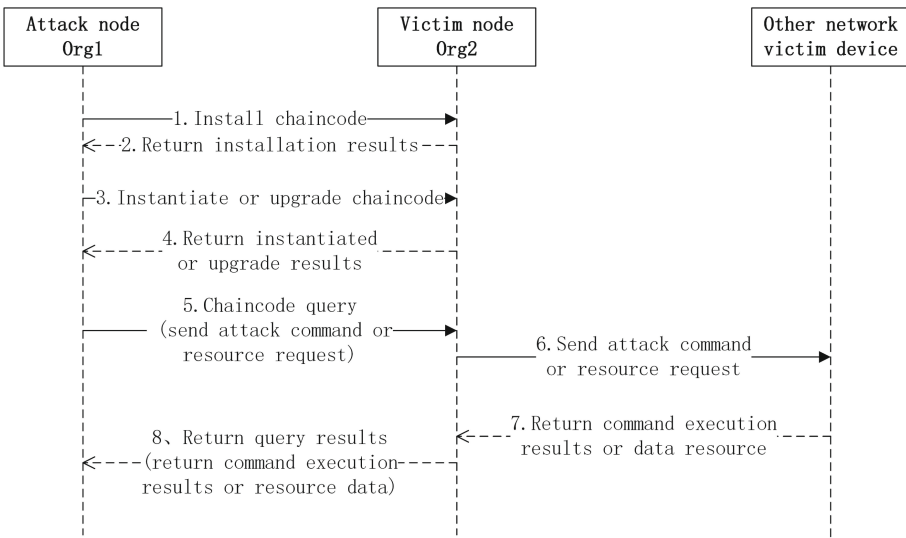 Attack node
Org1
Victim node
Org2
Other network
victim device
1.Install chaincode
2.Return installation results
3.Instantiate or upgrade chaincode
4.Return instantiated
or upgrade results
5.Chaincode query
(send attack command or
resource request)
6.Send attack command
or resource request
7.Return command execution
results or data resource
8、Return query results
(return command execution
results or resource data)